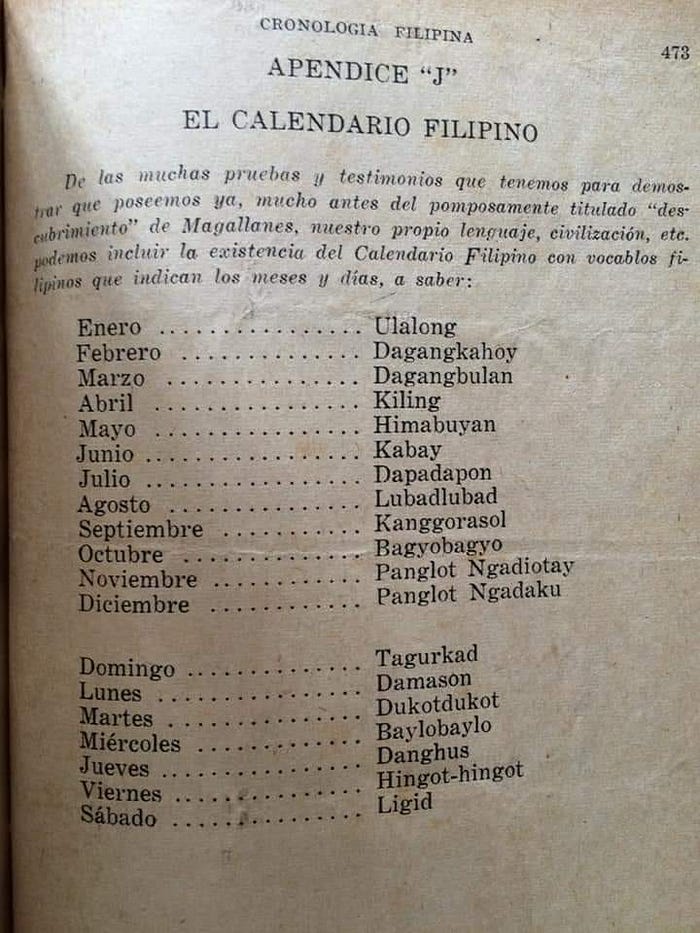 CRONOLOGIA FILIPINA
473
APENDICE “J”
EL CALENDARIO FILIPINO
De las muchas pruebas y testimonios que tenemos para demos-
trar que poseemos ya, mucho antes del pomposamente titulado “des-
cubrimiento” de Magallanes, nuestro propio lenguaje, civilización, etc.
podemos incluir la existencia del Calendario Filipino con vocablos fi-
lipinos que indican los meses y días, a saber:
Enero ................ Ulalong
Febrero .............. Dagangkahoy
Marzo ............... Dagangbulan
Abril ................ Kiling
Mayo ................ Himabuyan
Junio ................. Kabay
Julio ................ Dapadapon
Agosto ............... Lubadlubad
Septiembre ........... Kanggorasol
Octubre .............. Bagyobagyo
Noviembre ............ Panglot Ngadiotay
Diciembre ............ Panglot Ngadaku
Domingo .............. Tagurkad
Lunes ................ Damason
Martes ............... Dukotdukot
Miércoles ............. Baylobaylo
Jueves ................ Danghus
Viernes ............... Hingot-hingot
Sábado ............... Ligid